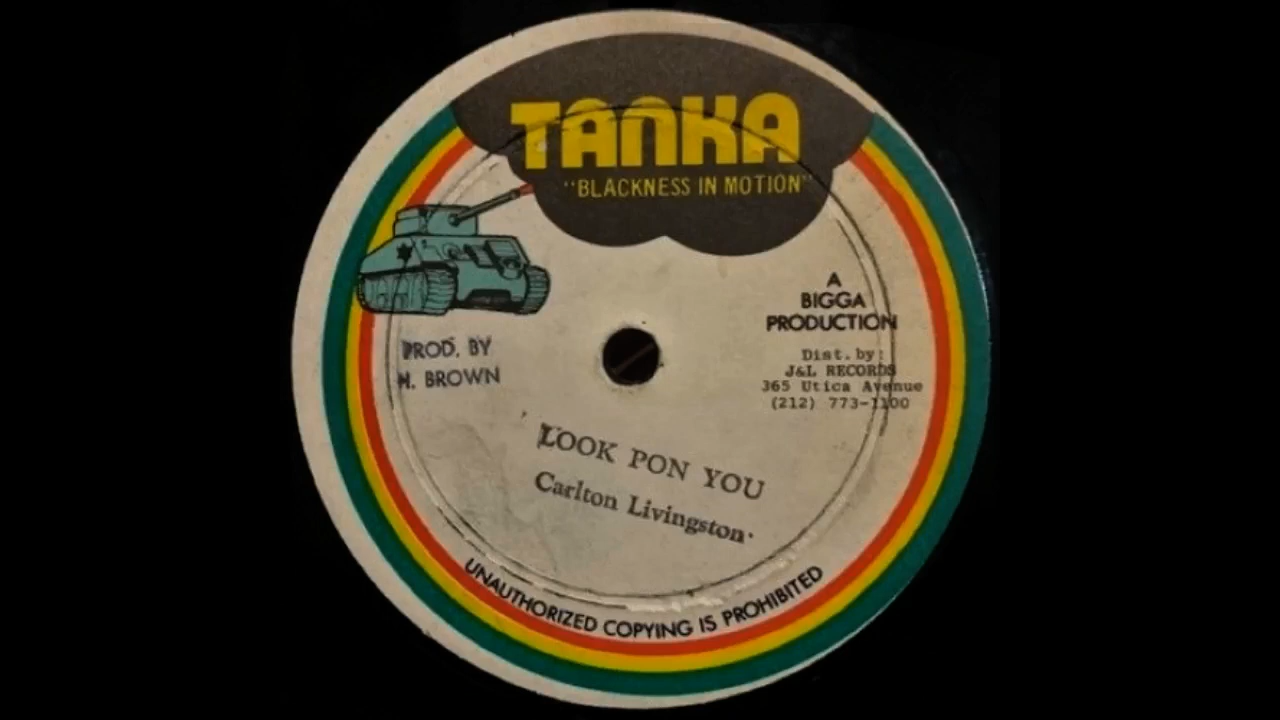 TANKA
"BLACKNESS IN MOTION"
A
BIGGA
PRODUCTION
PROD. BY
H. BROWN
Dist. by:
J&L RECORDS
365 Utica Avenue
(212) 773-1100
LOOK PON YOU
Carlton Livingston
UNAUTHORIZED COPYING IS PROHIBITED